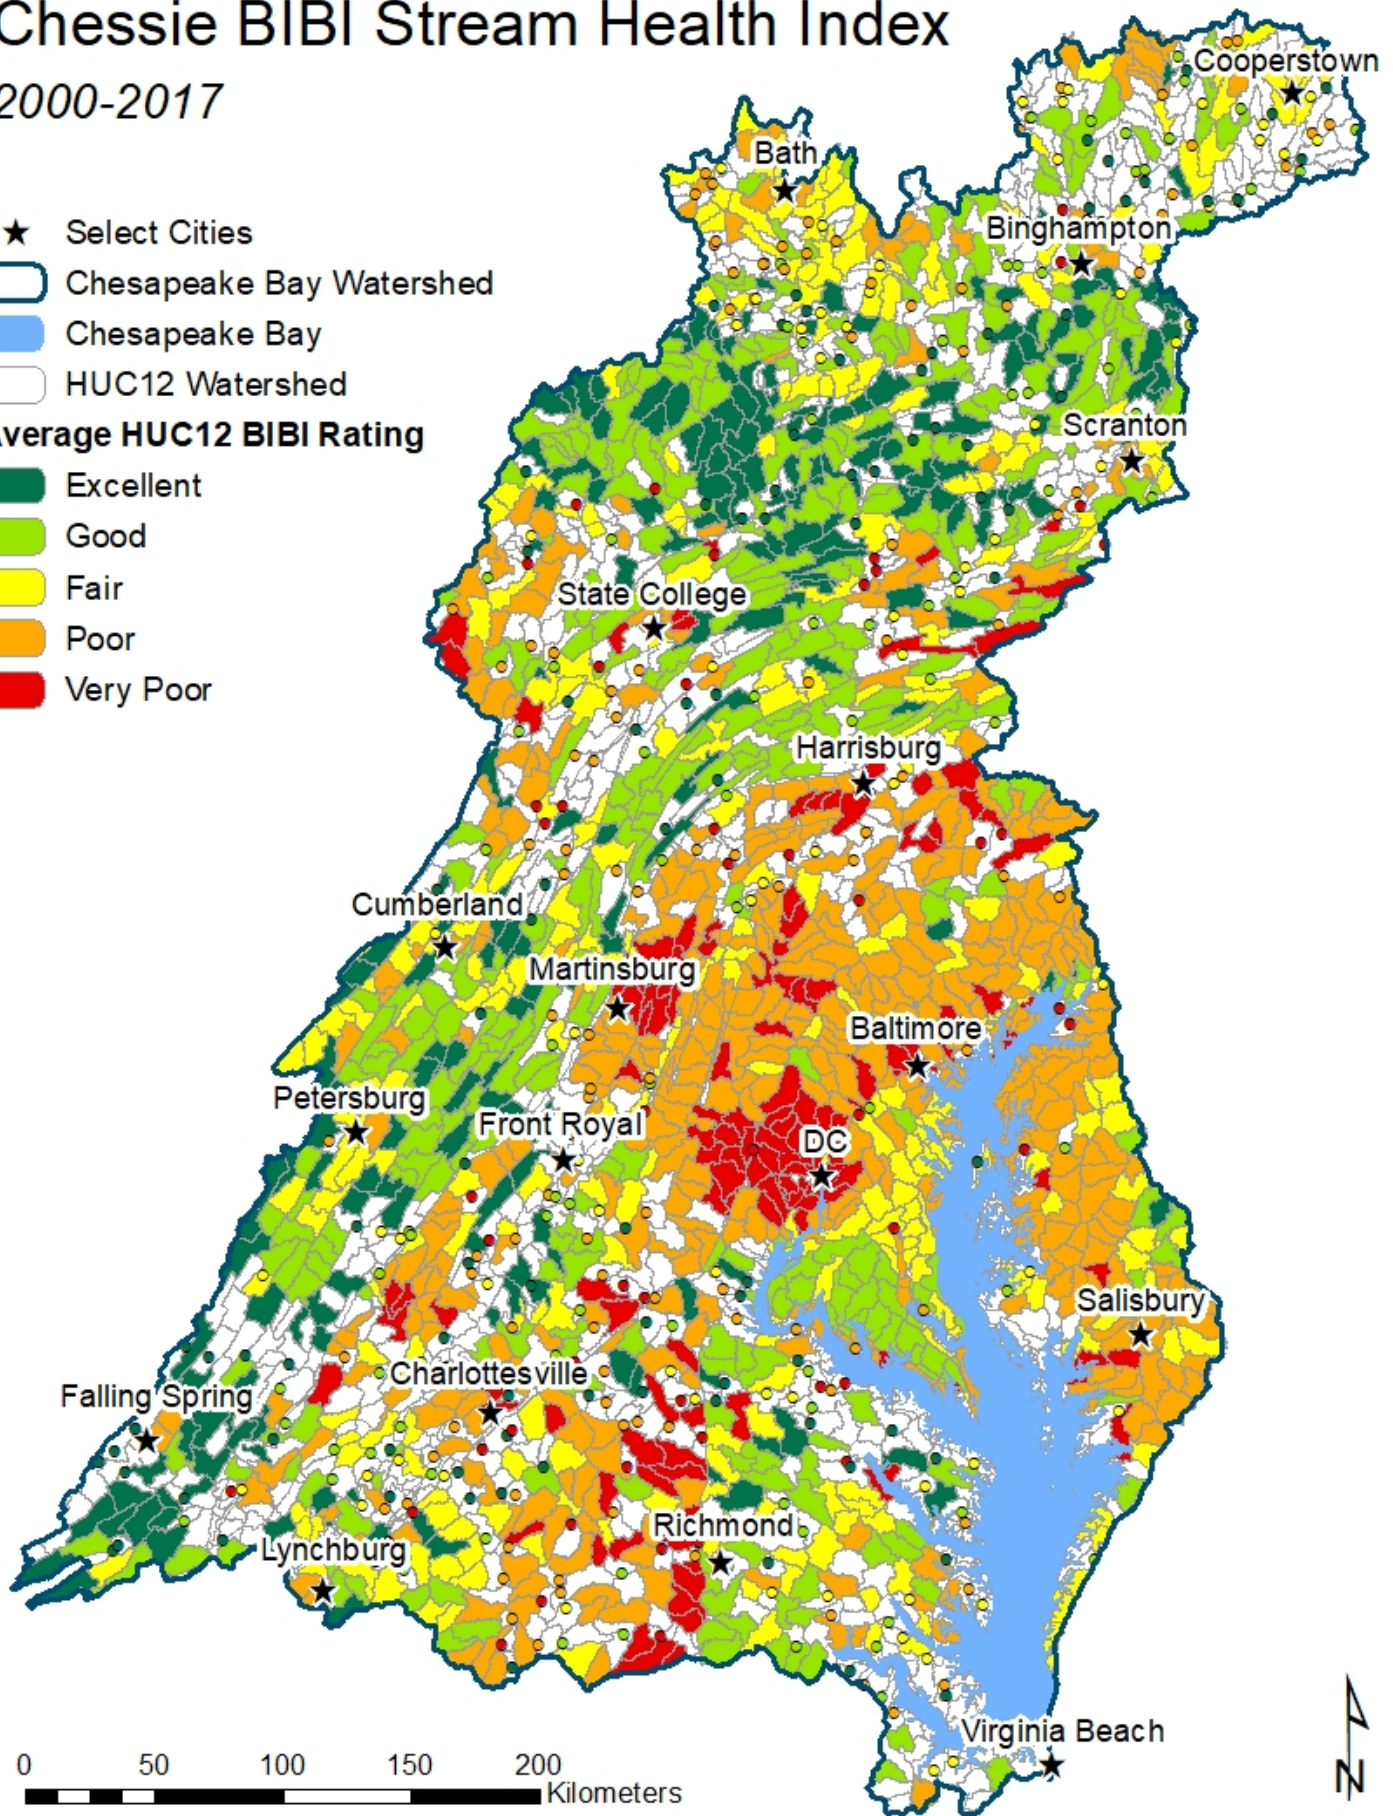 Chessie BIBI Stream Health Index
2000-2017
Select Cities
Chesapeake Bay Watershed
Chesapeake Bay
HUC12 Watershed
Average HUC12 BIBI Rating
Excellent
Good
Fair
Poor
Very Poor
Cooperstown
Bath
Binghampton
Scranton
State College
Harrisburg
Cumberland
Martinsburg
Baltimore
Petersburg
Front Royal
DC
Salisbury
Charlottesville
Falling Spring
Richmond
Lynchburg
Virginia Beach
0 50 100 150 200
Kilometers
N